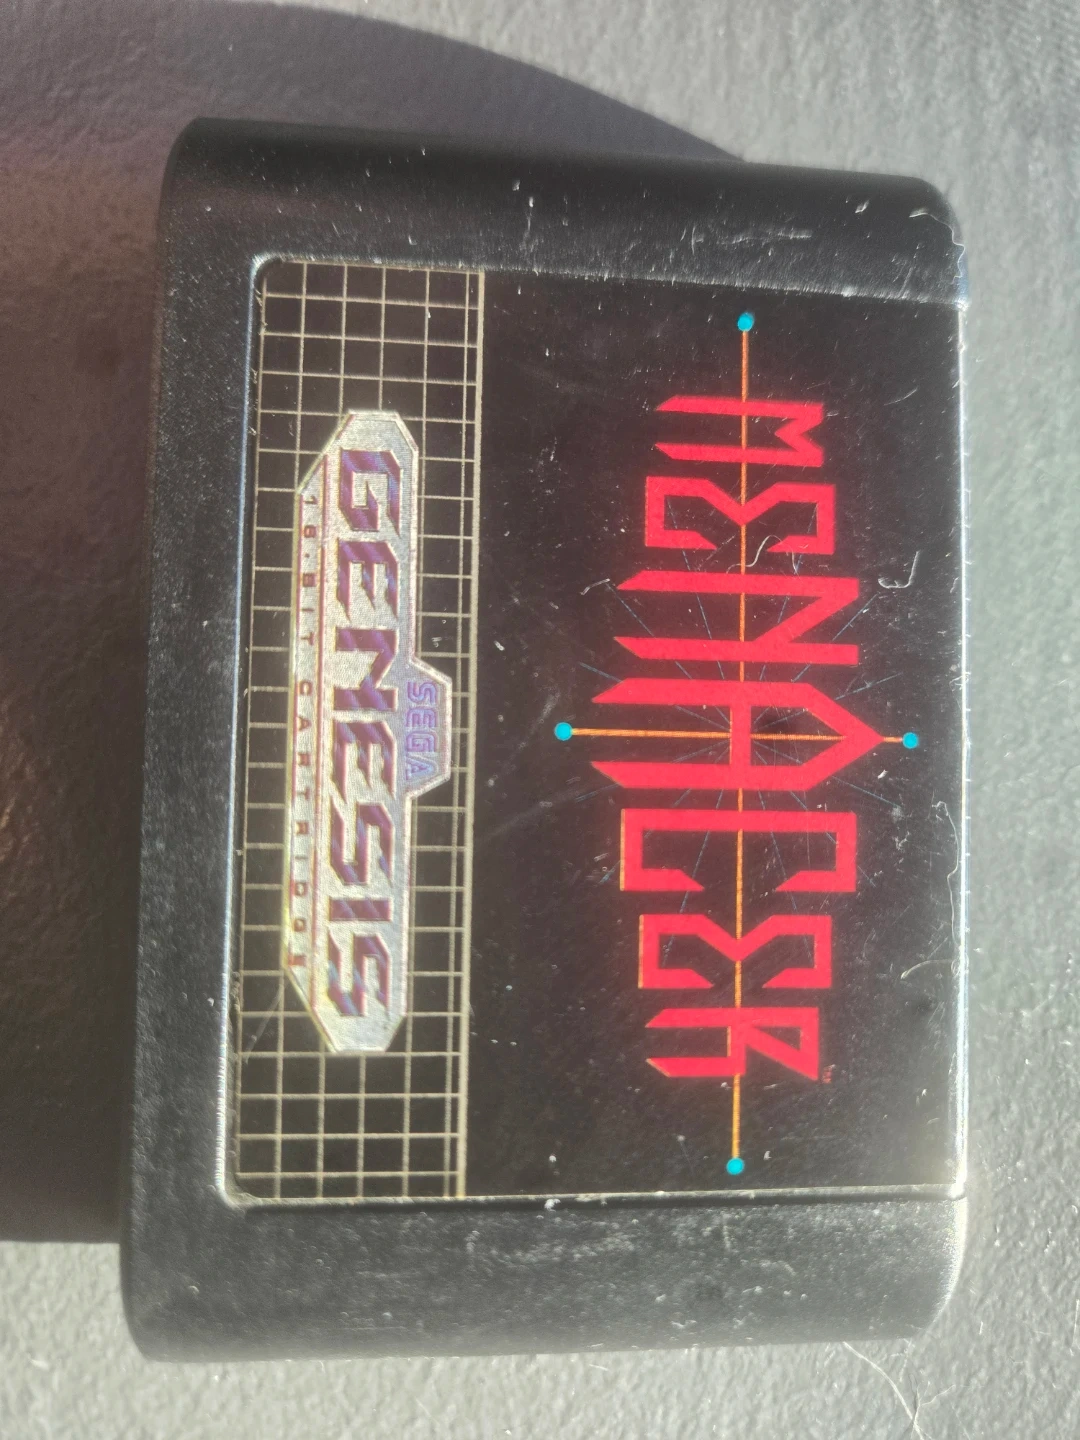 MENACER
SEGA
GENESIS
16-BIT CARTRIDGE